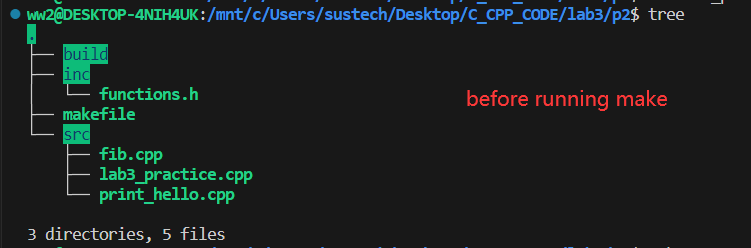 ww2@DESKTOP-4NIH4UK:/mnt/c/Users/sustech/Desktop/C_CPP_CODE/lab3/p2$ tree
.
├── build
├── inc
│   └── functions.h
before running make
├── makefile
└── src
    ├── fib.cpp
    ├── lab3_practice.cpp
    └── print_hello.cpp
3 directories, 5 files